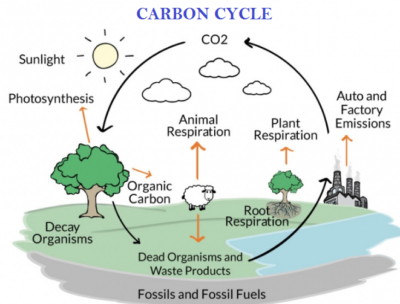 CARBON CYCLE
CO2
Sunlight
Photosynthesis
Animal
Respiration
Plant
Respiration
Auto and
Factory
Emissions
Organic
Carbon
Root
Respiration
Decay
Organisms
Dead Organisms and
Waste Products
Fossils and Fossil Fuels